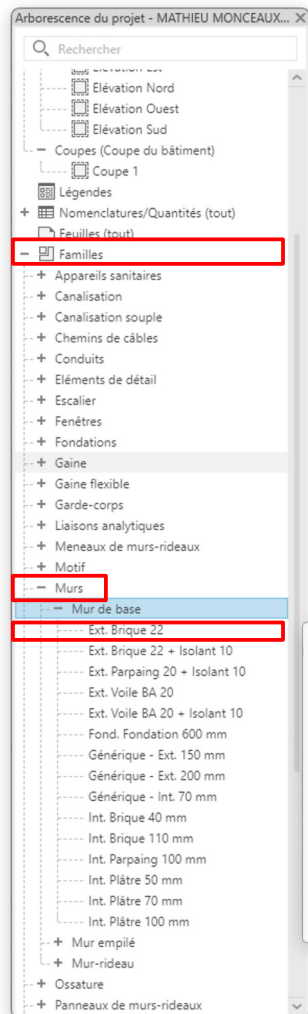 Arborescence du projet - MATHIEU MONCEAUX...
Rechercher
Elévation Est
Elévation Nord
Elévation Ouest
Elévation Sud
Coupes (Coupe du bâtiment)
Coupe 1
Légendes
Nomenclatures/Quantités (tout)
Feuilles (tout)
Familles
Appareils sanitaires
Canalisation
Canalisation souple
Chemins de câbles
Conduits
Eléments de détail
Escalier
Fenêtres
Fondations
Gaine
Gaine flexible
Garde-corps
Liaisons analytiques
Meneaux de murs-rideaux
Motif
Murs
Mur de base
Ext. Brique 22
Ext. Brique 22 + Isolant 10
Ext. Parpaing 20 + Isolant 10
Ext. Voile BA 20
Ext. Voile BA 20 + Isolant 10
Fond. Fondation 600 mm
Générique - Ext. 150 mm
Générique - Ext. 200 mm
Générique - Int. 70 mm
Int. Brique 40 mm
Int. Brique 110 mm
Int. Parpaing 100 mm
Int. Plâtre 50 mm
Int. Plâtre 70 mm
Int. Plâtre 100 mm
Mur empilé
Mur-rideau
Ossature
Panneaux de murs-rideaux